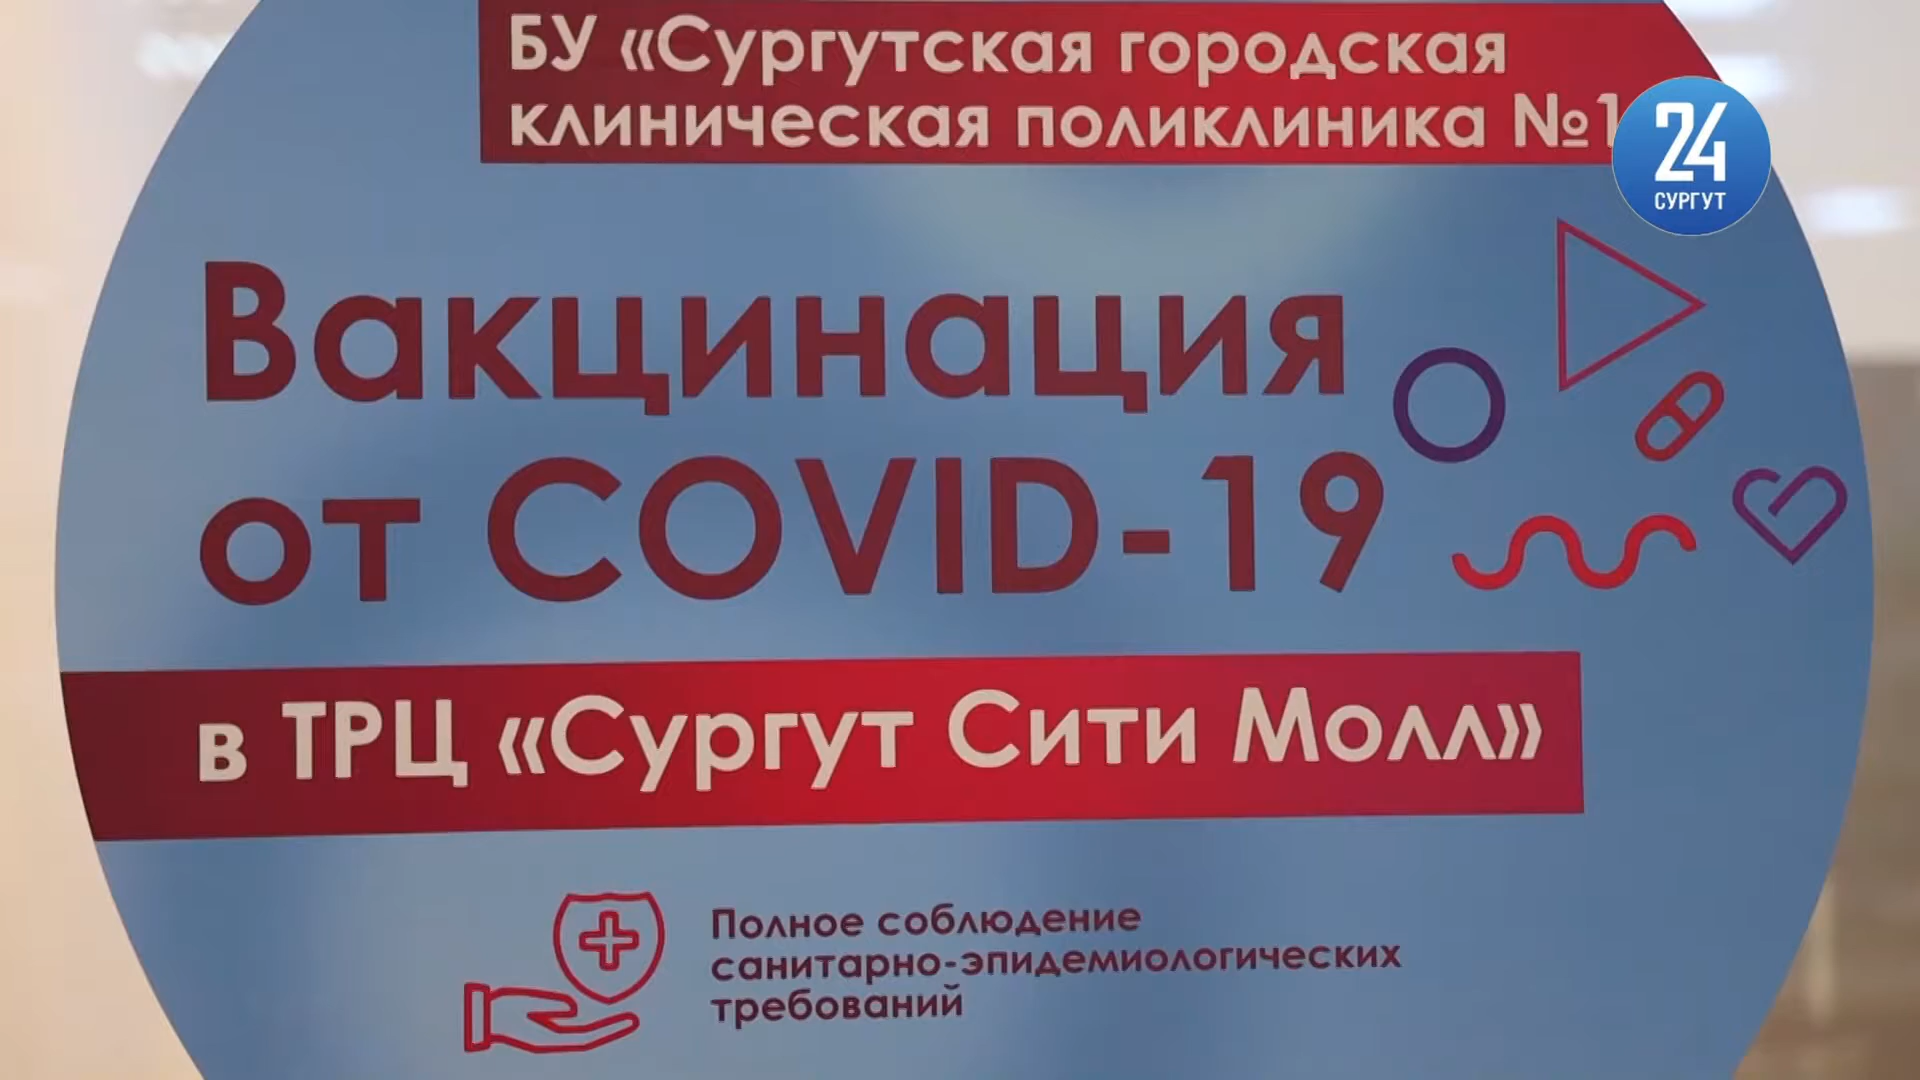 БУ «Сургутская городская
клиническая поликлиника №1
24
СУРГУТ
Вакцинация
от COVID-19
в ТРЦ «Сургут Сити Молл»
Полное соблюдение
санитарно-эпидемиологических
требований